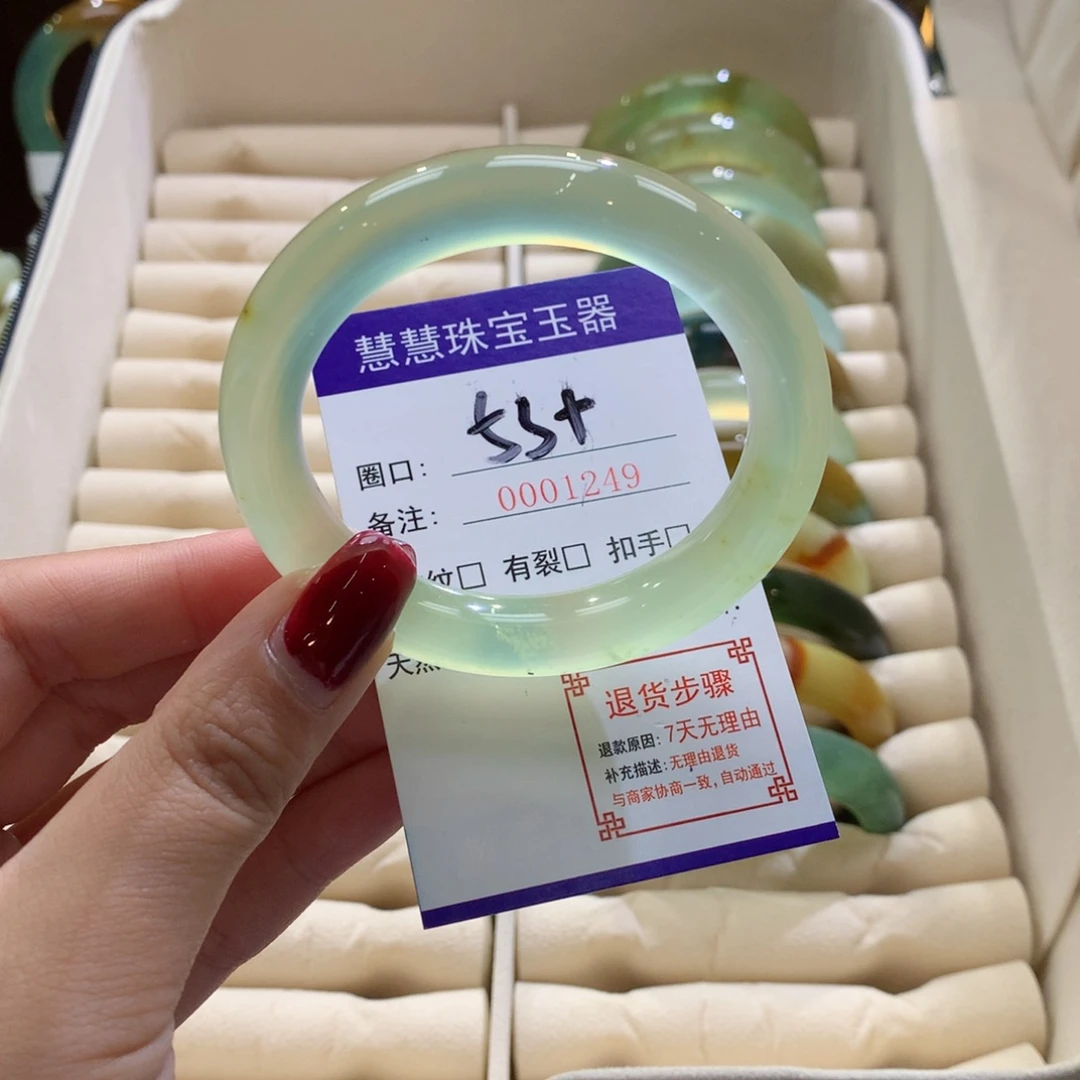 慧慧珠宝玉器
圈口: 55+
备注: 0001249
纹□ 有裂□ 扣手□
天然
退货步骤
退款原因: 7天无理由
补充描述: 无理由退货
与商家协商一致, 自动通过